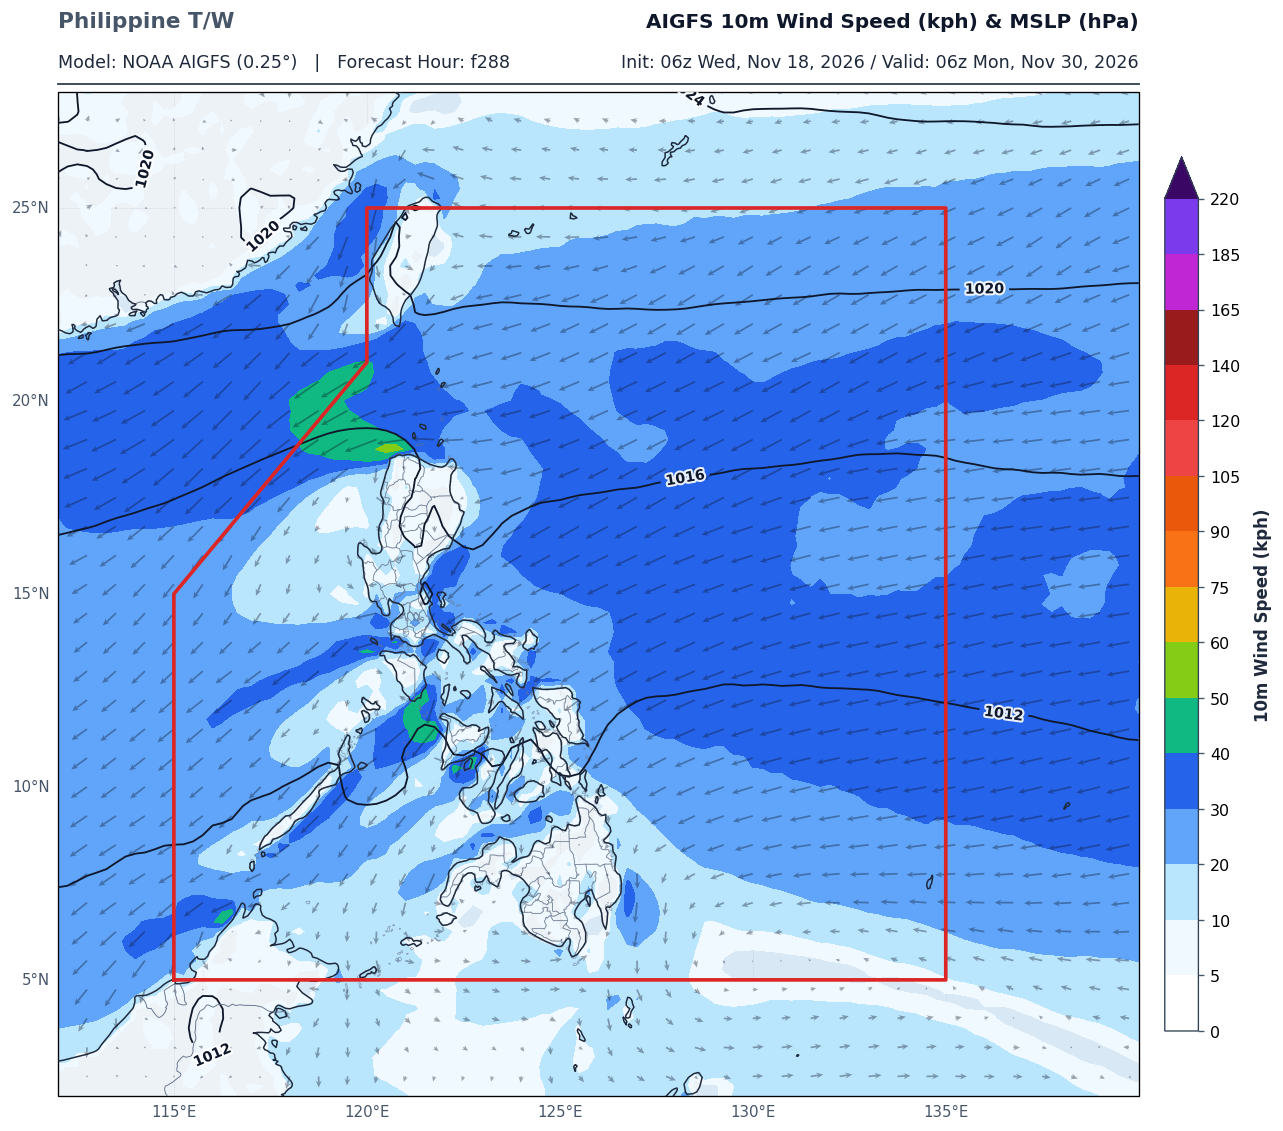 Philippine T/W
AIGFS 10m Wind Speed (kph) & MSLP (hPa)
Model: NOAA AIGFS (0.25°) | Forecast Hour: f288
Init: 06z Wed, Nov 18, 2026 / Valid: 06z Mon, Nov 30, 2026
24
1020
1020
1020
1016
1012
1012
25°N
20°N
15°N
10°N
5°N
115°E
120°E
125°E
130°E
135°E
220
185
165
140
120
105
90
75
60
50
40
30
20
10
5
0
10m Wind Speed (kph)